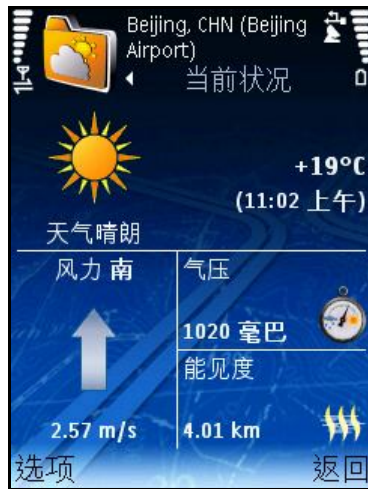 Beijing, CHN (Beijing
Airport)
当前状况
+19°C
(11:02 上午)
天气晴朗
风力 南
2.57 m/s
气压
1020 毫巴
能见度
4.01 km
选项
返回